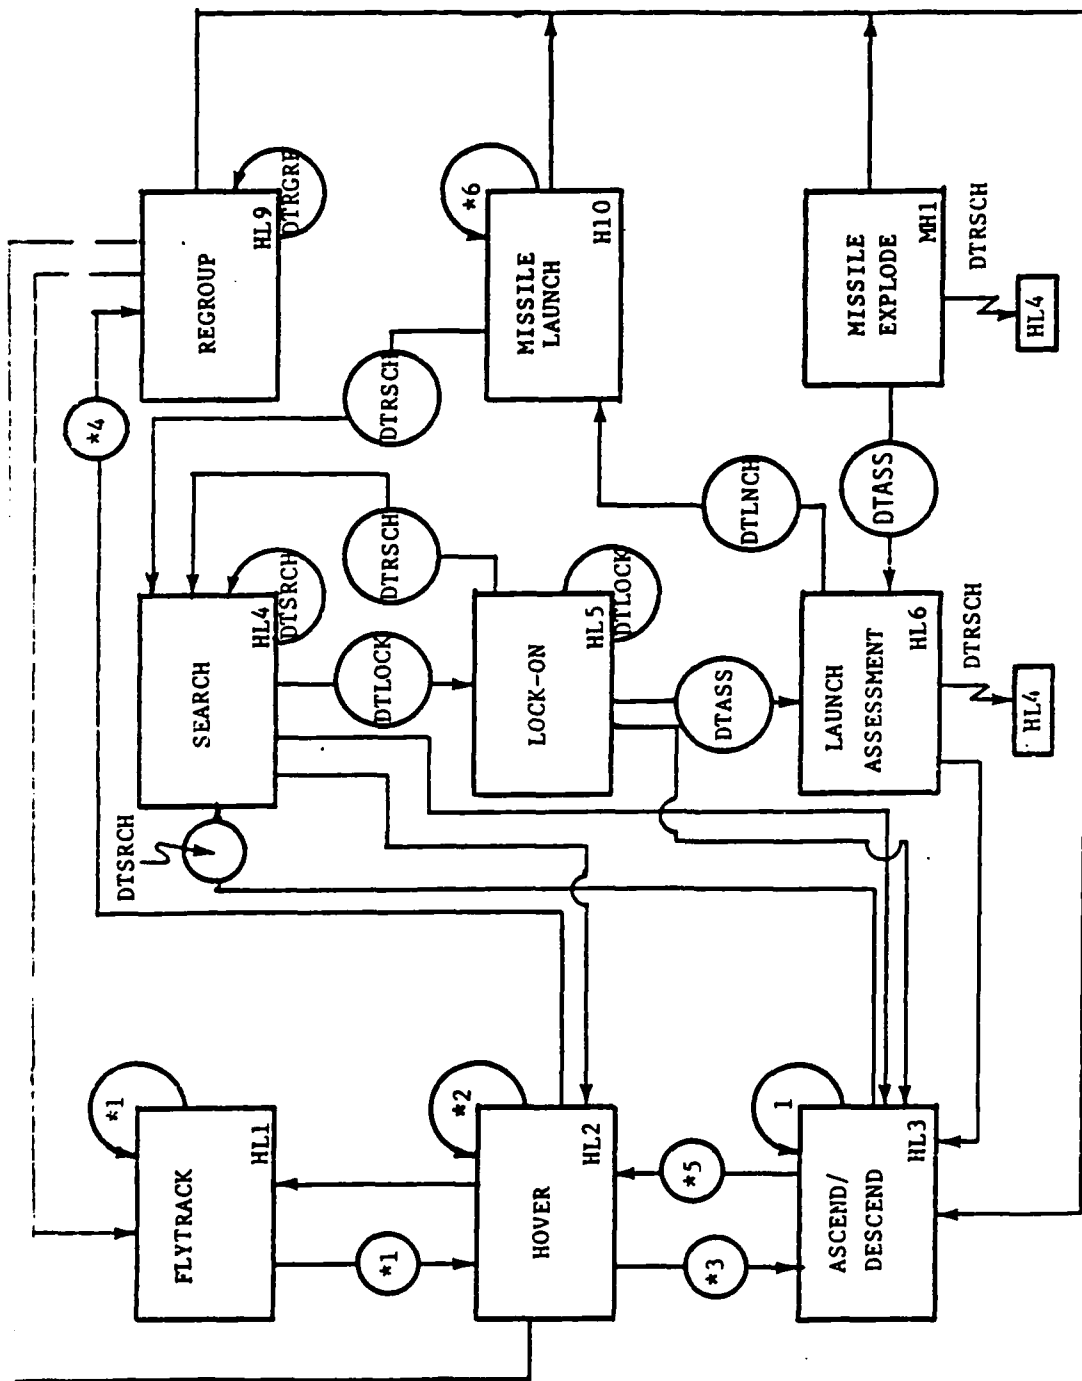 FLYTRACK
HL1
*1
*1
HOVER
HL2
*2
*3
*5
ASCEND/
DESCEND
HL3
1
*4
DTSRCH
SEARCH
HL4
DTSRCH
DTLOCK
DTRSCH
LOCK-ON
HL5
DTLOCK
DTASS
LAUNCH
ASSESSMENT
HL6
DTRSCH
HL4
DTLNCH
DTASS
REGROUP
HL9
DTRGRP
DTRSCH
MISSILE
LAUNCH
H10
*6
MISSILE
EXPLODE
MH1
DTRSCH
HL4